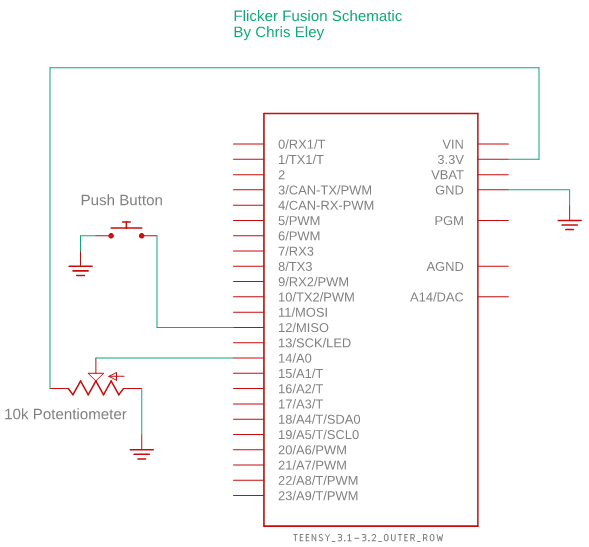 Flicker Fusion Schematic
By Chris Eley
0/RX1/T
VIN
1/TX1/T
3.3V
2
VBAT
3/CAN-TX/PWM
GND
4/CAN-RX-PWM
5/PWM
PGM
6/PWM
7/RX3
8/TX3
AGND
9/RX2/PWM
10/TX2/PWM
A14/DAC
11/MOSI
12/MISO
13/SCK/LED
14/A0
15/A1/T
16/A2/T
17/A3/T
18/A4/T/SDA0
19/A5/T/SCL0
20/A6/PWM
21/A7/PWM
22/A8/T/PWM
23/A9/T/PWM
Push Button
10k Potentiometer
TEENSY_3.1-3.2_OUTER_ROW